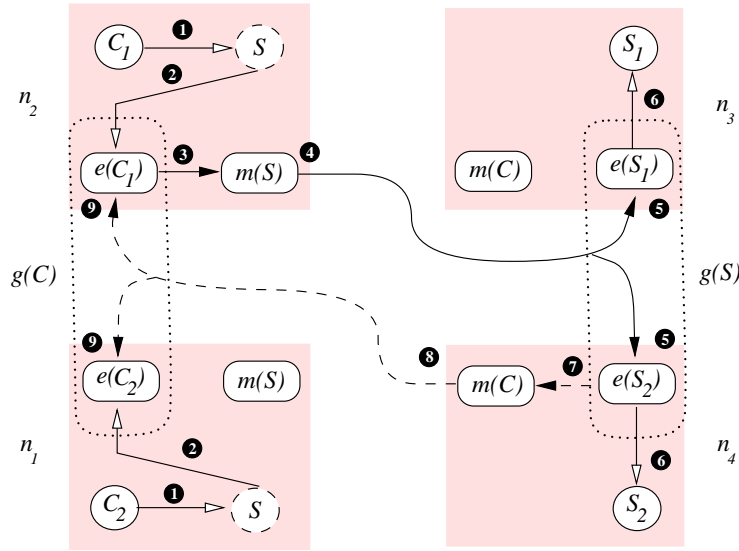 C1 1 S
2
n2
e(C1) 3 m(S) 4
9
S1
6
n3
m(C) e(S1)
5
g(C)
g(S)
9
e(C2) m(S)
n1
2
C2 1 S
8 m(C) 7 e(S2)
5
n4
6
S2